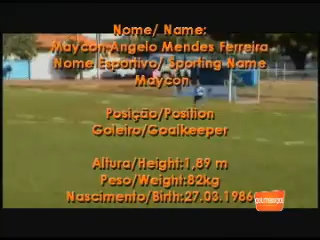 Nome/ Name:
Maycon Angelo Mendes Ferreira
Nome Esportivo/ Sporting Name
Maycon
Posição/Position
Goleiro/Goalkeeper
Altura/Height:1,89 m
Peso/Weight:82kg
Nascimento/Birth:27.03.1986